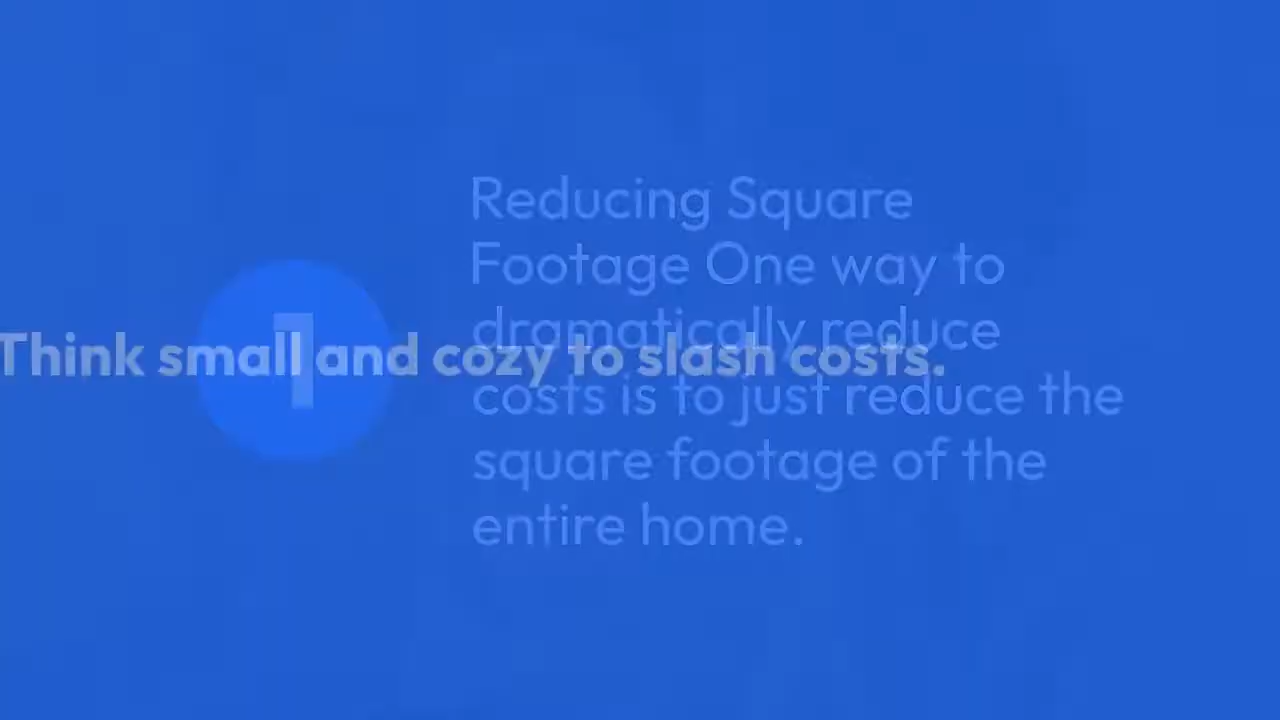 Reducing Square
Footage One way to
dramatically reduce
costs is to just reduce the
square footage of the
entire home.
1
Think small and cozy to slash costs.